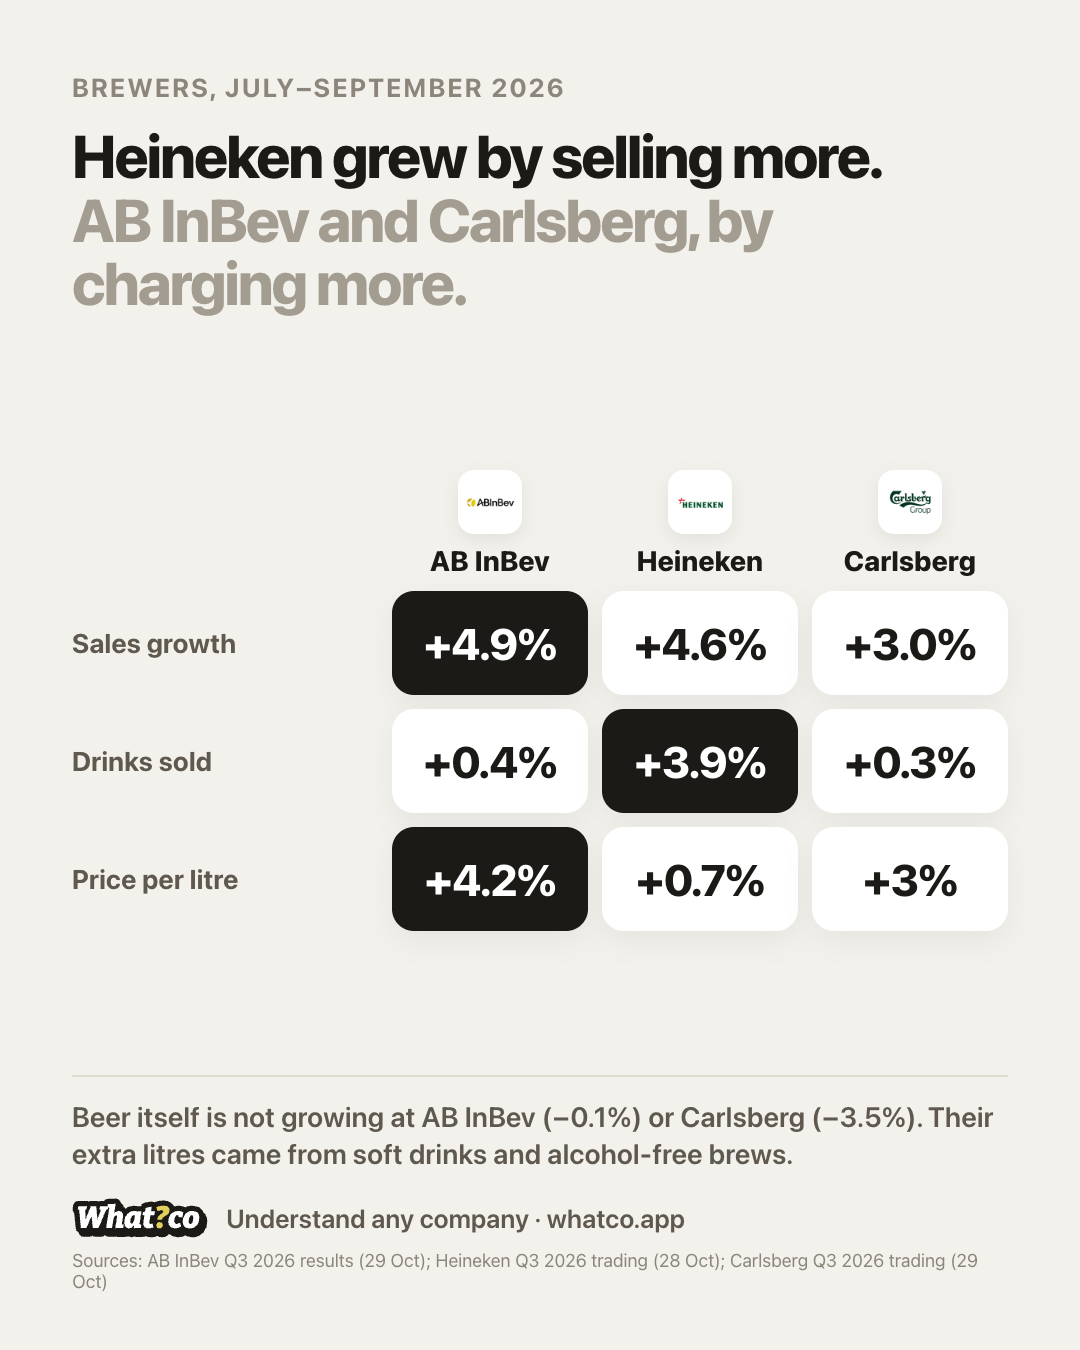 BREWERS, JULY–SEPTEMBER 2026
Heineken grew by selling more.
AB InBev and Carlsberg, by
charging more.
ABInBev
HEINEKEN
Carlsberg
Group
AB InBev
Heineken
Carlsberg
Sales growth
+4.9%
+4.6%
+3.0%
Drinks sold
+0.4%
+3.9%
+0.3%
Price per litre
+4.2%
+0.7%
+3%
Beer itself is not growing at AB InBev (−0.1%) or Carlsberg (−3.5%). Their
extra litres came from soft drinks and alcohol-free brews.
What?co
Understand any company · whatco.app
Sources: AB InBev Q3 2026 results (29 Oct); Heineken Q3 2026 trading (28 Oct); Carlsberg Q3 2026 trading (29
Oct)